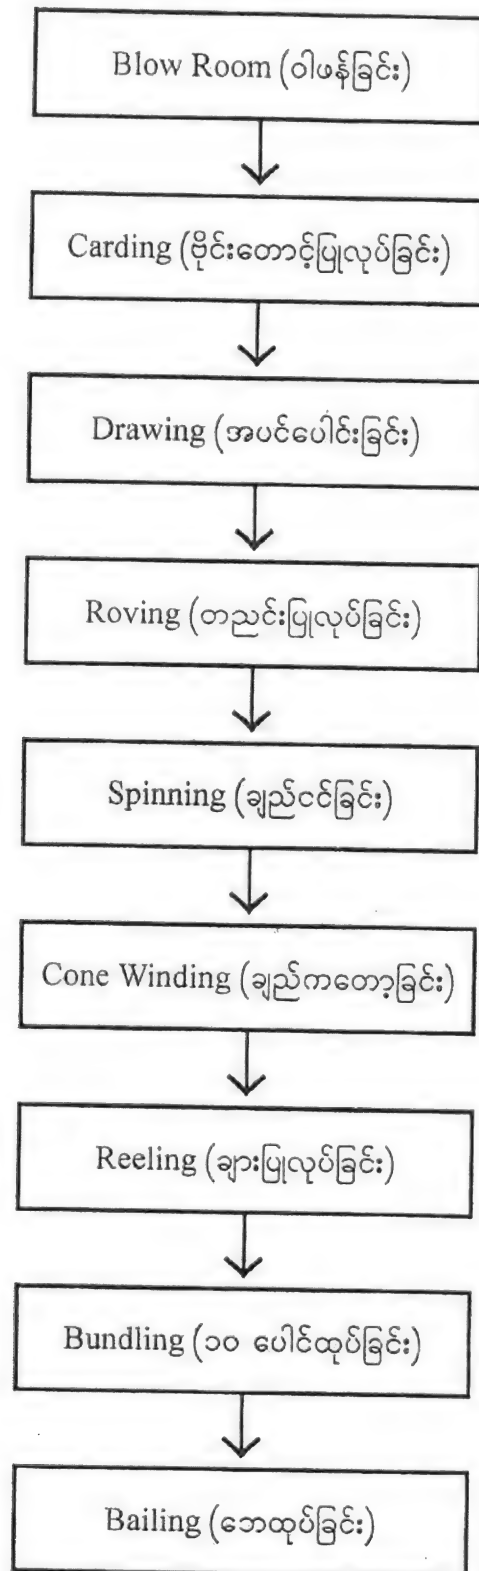 Blow Room (ဝါဖန်ခြင်း)
Carding (ဗိုင်းတောင့်ပြုလုပ်ခြင်း)
Drawing (အပင်ပေါင်းခြင်း)
Roving (တညင်းပြုလုပ်ခြင်း)
Spinning (ချည်ငင်ခြင်း)
Cone Winding (ချည်ကတော့ခြင်း)
Reeling (ချားပြုလုပ်ခြင်း)
Bundling (၁၀ ပေါင်ထုပ်ခြင်း)
Bailing (ဘေထုပ်ခြင်း)